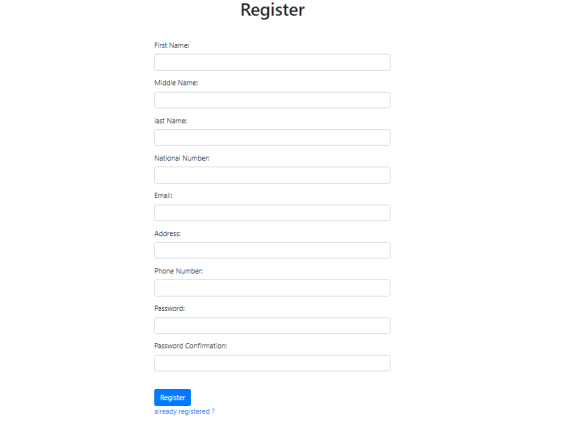 Register
First Name:
Middle Name:
last Name:
National Number:
Email:
Address:
Phone Number:
Password:
Password Confirmation:
Register
already registered ?